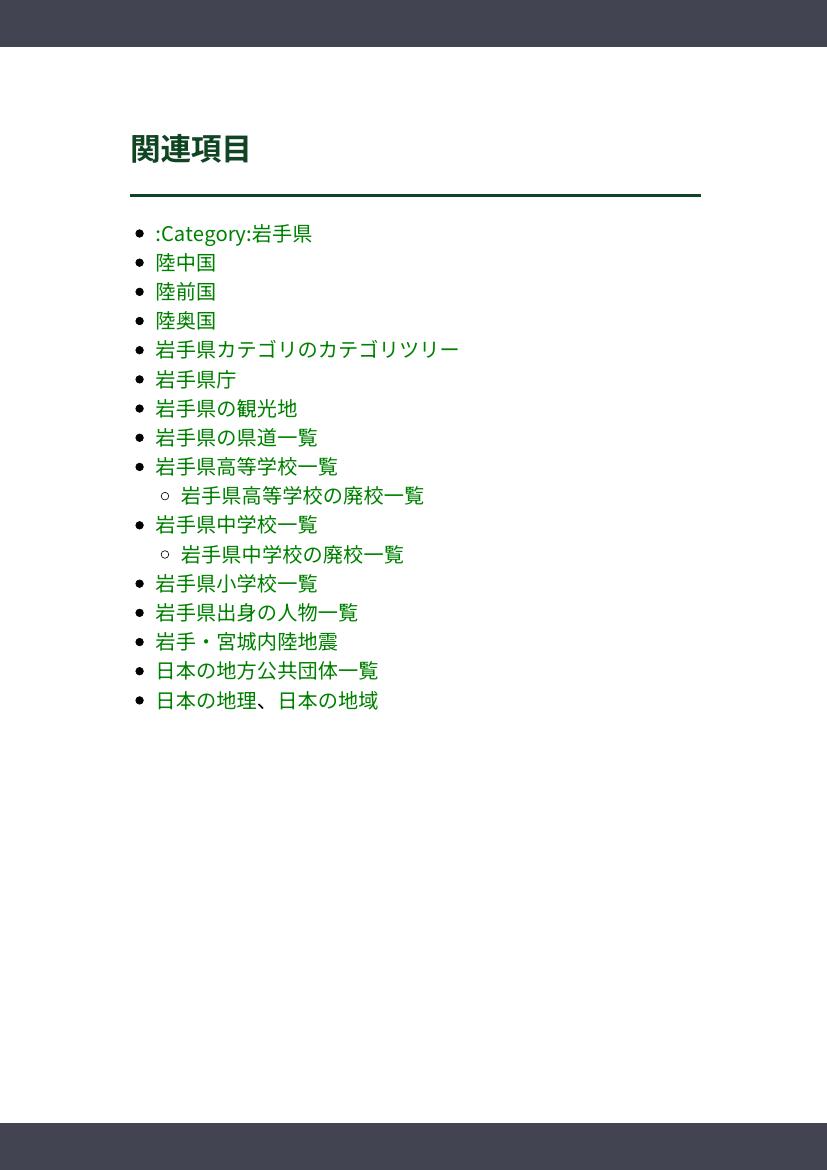 関連項目
:Category:岩手県
陸中国
陸前国
陸奥国
岩手県カテゴリのカテゴリツリー
岩手県庁
岩手県の観光地
岩手県の県道一覧
岩手県高等学校一覧
岩手県高等学校の廃校一覧
岩手県中学校一覧
岩手県中学校の廃校一覧
岩手県小学校一覧
岩手県出身の人物一覧
岩手・宮城内陸地震
日本の地方公共団体一覧
日本の地理、日本の地域